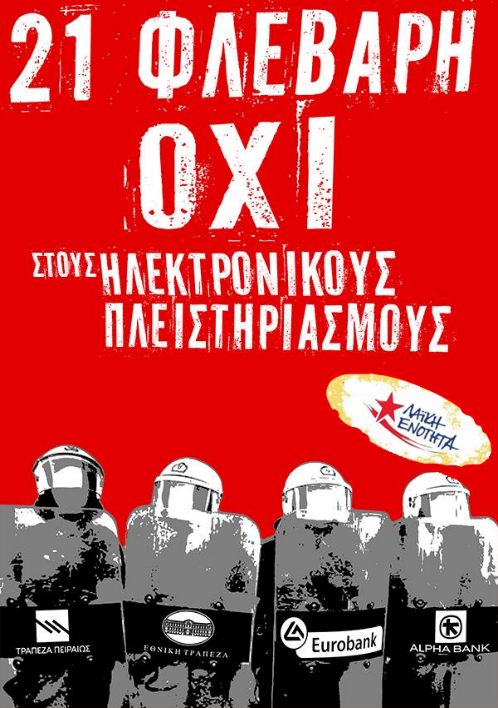 21 ΦΛΕΒΑΡΗ
ΟΧΙ
ΣΤΟΥΣ ΗΛΕΚΤΡΟΝΙΚΟΥΣ
ΠΛΕΙΣΤΗΡΙΑΣΜΟΥΣ
ΛΑΪΚΗ
ΕΝΟΤΗΤΑ
ΤΡΑΠΕΖΑ ΠΕΙΡΑΙΩΣ
ΕΘΝΙΚΗ ΤΡΑΠΕΖΑ
Eurobank
ALPHA BANK